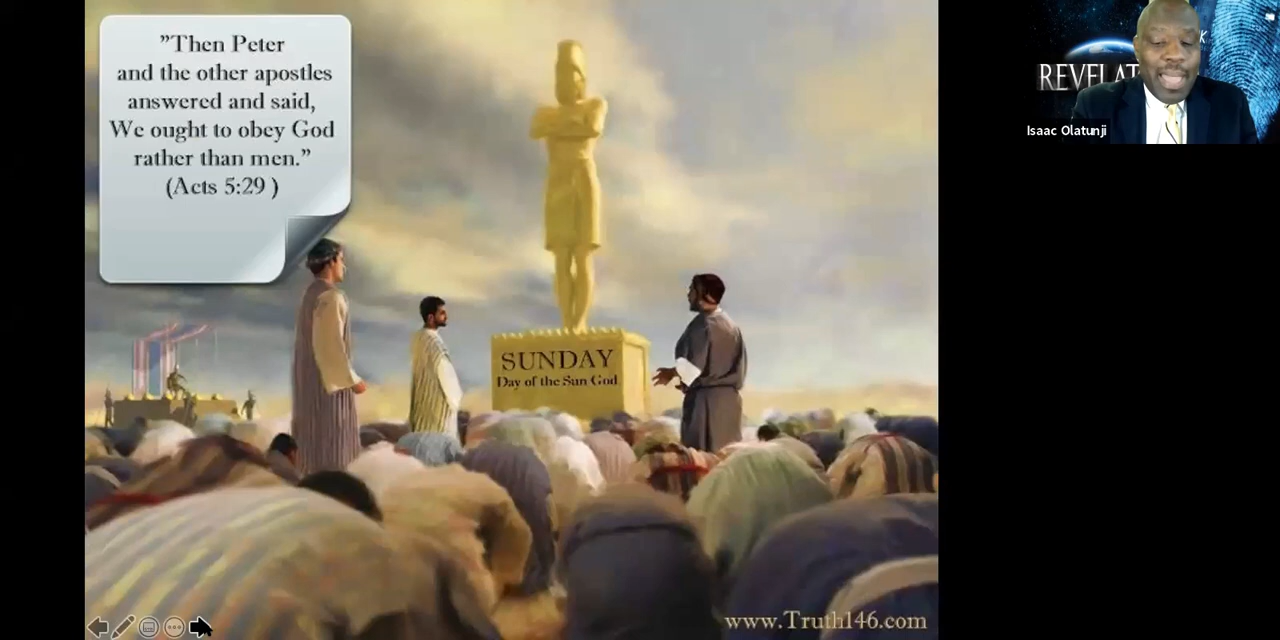 ”Then Peter
and the other apostles
answered and said,
We ought to obey God
rather than men.”
(Acts 5:29 )
SUNDAY
Day of the Sun God
www.Truth146.com
Isaac Olatunji